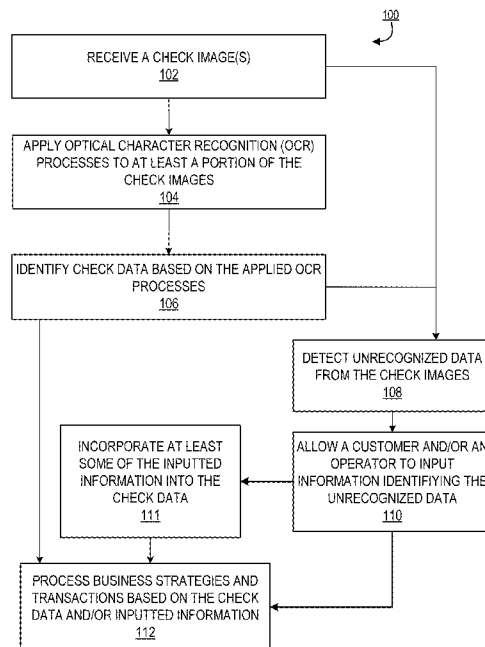 100
RECEIVE A CHECK IMAGE(S)
102
APPLY OPTICAL CHARACTER RECOGNITION (OCR)
PROCESSES TO AT LEAST A PORTION OF THE
CHECK IMAGES
104
IDENTIFY CHECK DATA BASED ON THE APPLIED OCR
PROCESSES
106
DETECT UNRECOGNIZED DATA
FROM THE CHECK IMAGES
108
ALLOW A CUSTOMER AND/OR AN
OPERATOR TO INPUT
INFORMATION IDENTIFIYING THE
UNRECOGNIZED DATA
110
INCORPORATE AT LEAST
SOME OF THE INPUTTED
INFORMATION INTO THE
CHECK DATA
111
PROCESS BUSINESS STRATEGIES AND
TRANSACTIONS BASED ON THE CHECK
DATA AND/OR INPUTTED INFORMATION
112